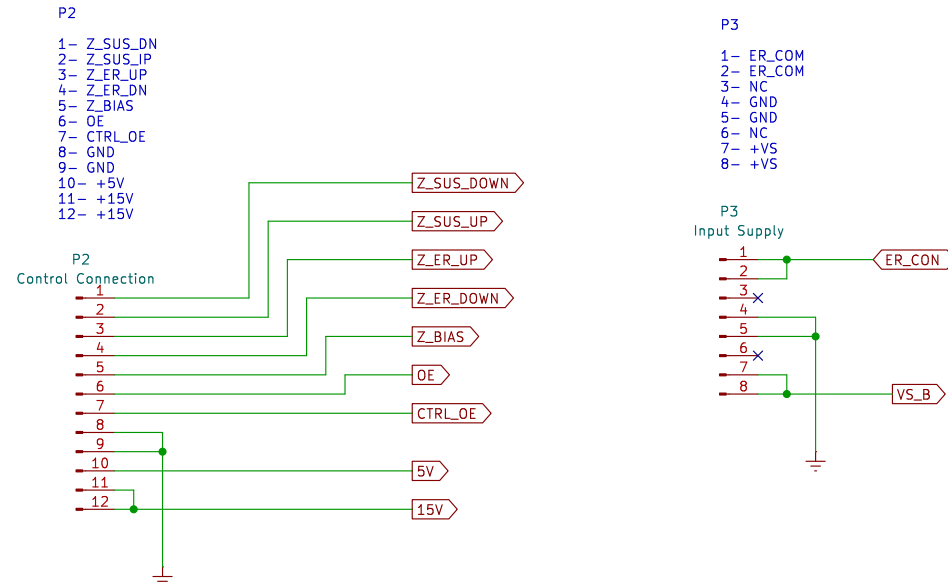 P2
1- Z_SUS_DN
2- Z_SUS_IP
3- Z_ER_UP
4- Z_ER_DN
5- Z_BIAS
6- OE
7- CTRL_OE
8- GND
9- GND
10- +5V
11- +15V
12- +15V
P2
Control Connection
1
2
3
4
5
6
7
8
9
10
11
12
Z_SUS_DOWN
Z_SUS_UP
Z_ER_UP
Z_ER_DOWN
Z_BIAS
OE
CTRL_OE
5V
15V
P3
1- ER_COM
2- ER_COM
3- NC
4- GND
5- GND
6- NC
7- +VS
8- +VS
P3
Input Supply
1
2
3
4
5
6
7
8
ER_CON
VS_B